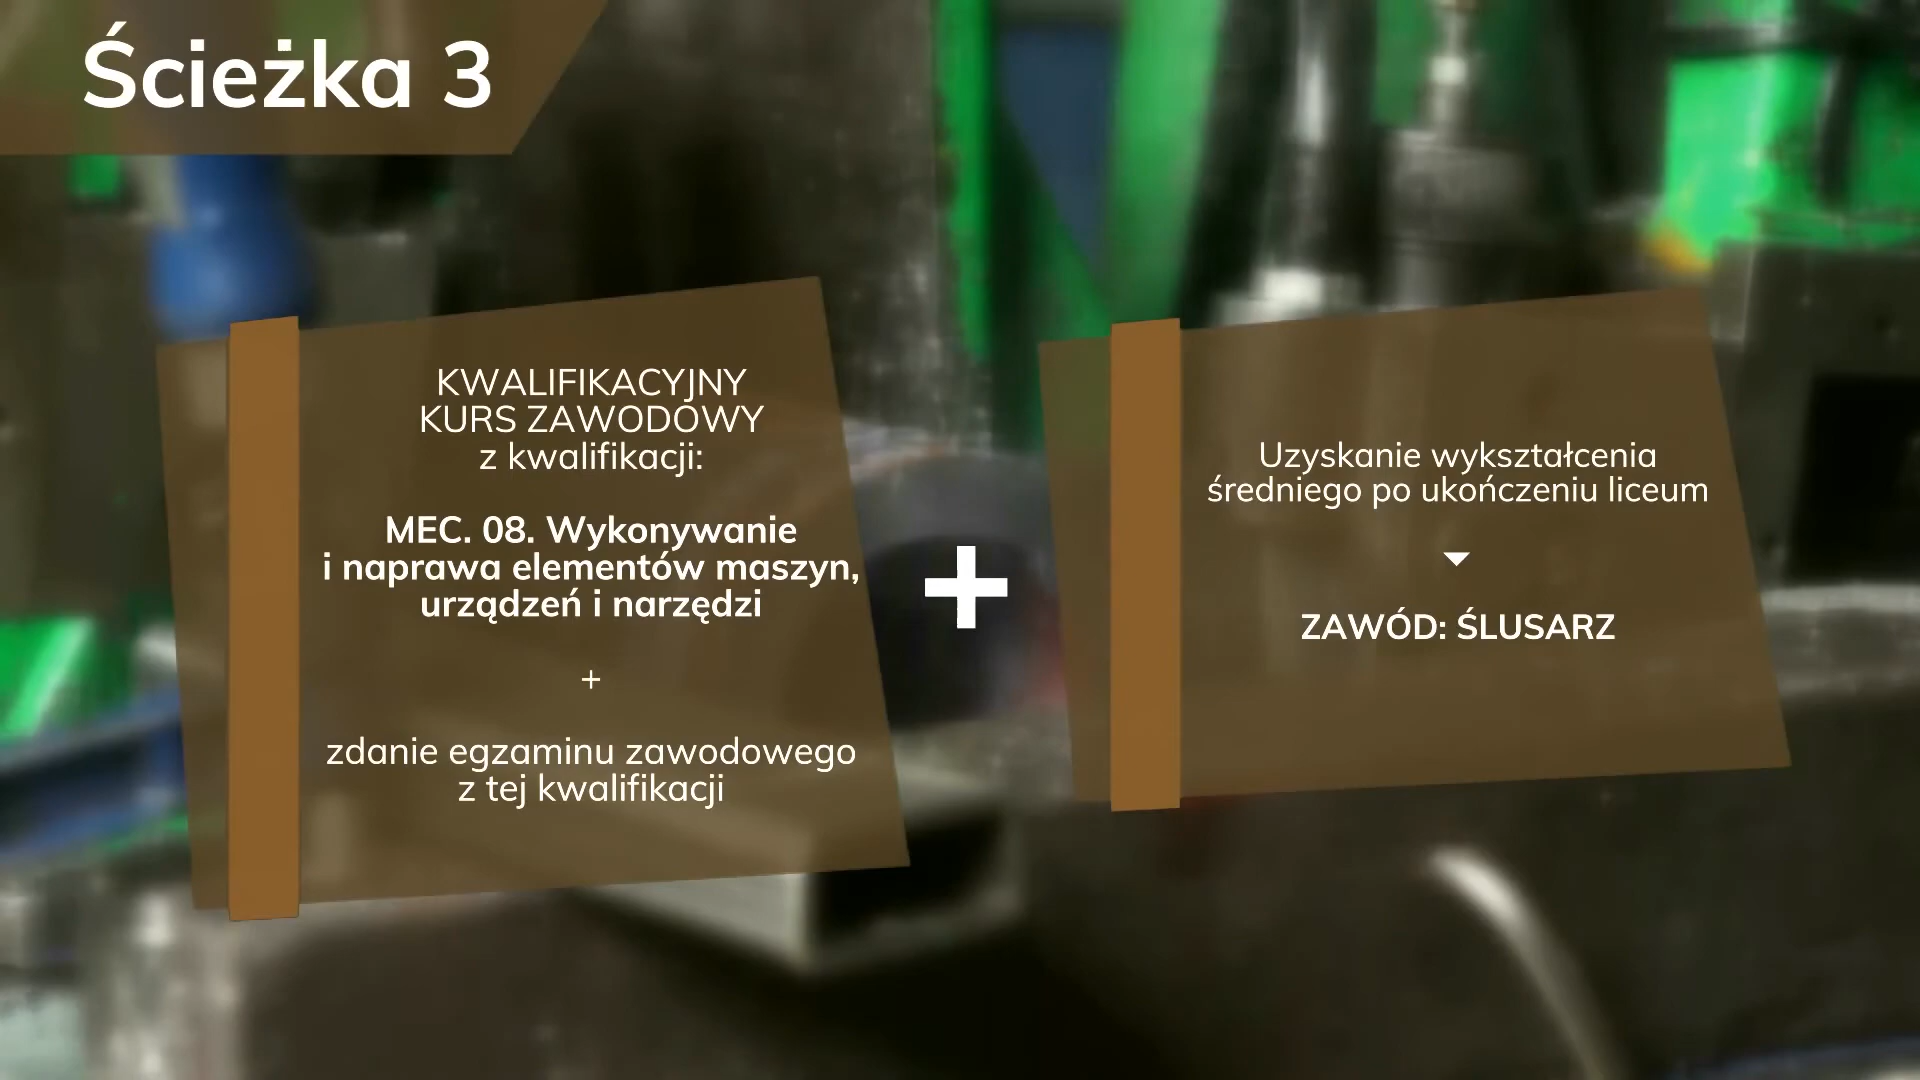 Ścieżka 3
KWALIFIKACYJNY
KURS ZAWODOWY
z kwalifikacji:
MEC. 08. Wykonywanie
i naprawa elementów maszyn,
urządzeń i narzędzi
+
zdanie egzaminu zawodowego
z tej kwalifikacji
+
Uzyskanie wykształcenia
średniego po ukończeniu liceum
ZAWÓD: ŚLUSARZ